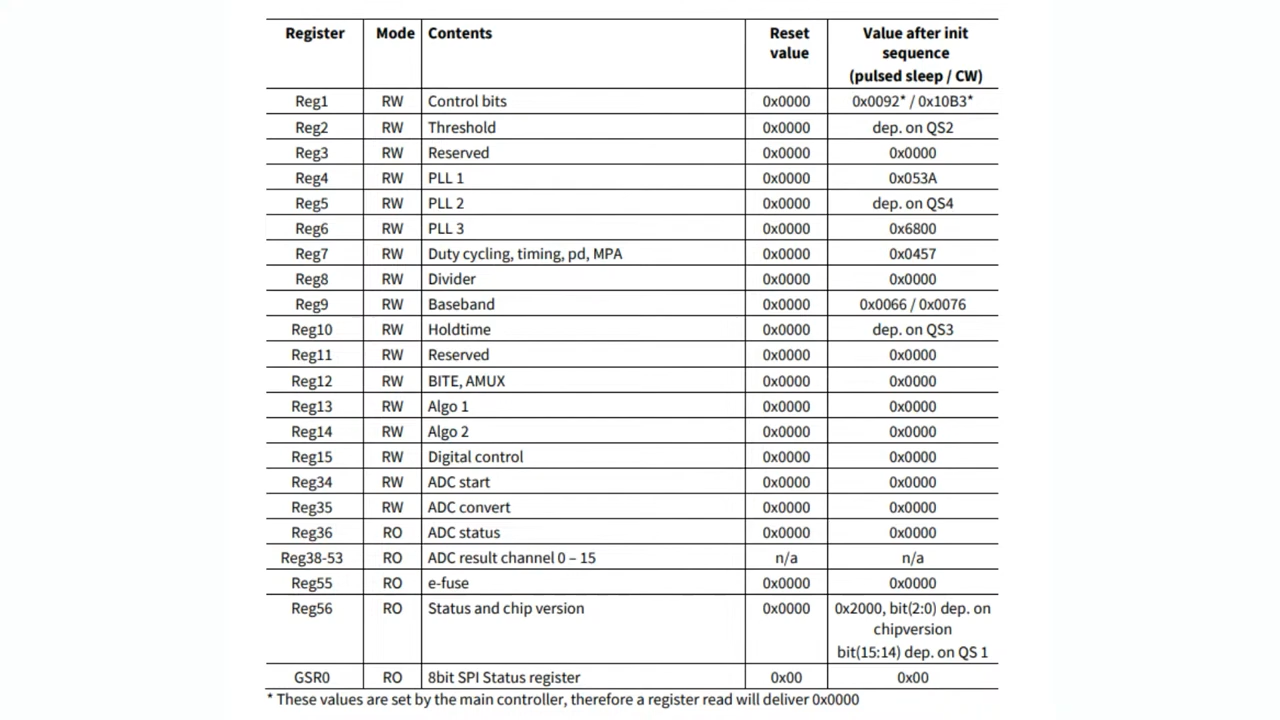 Register Mode Contents Reset value Value after init sequence (pulsed sleep / CW)
Reg1 RW Control bits 0x0000 0x0092* / 0x10B3*
Reg2 RW Threshold 0x0000 dep. on QS2
Reg3 RW Reserved 0x0000 0x0000
Reg4 RW PLL 1 0x0000 0x053A
Reg5 RW PLL 2 0x0000 dep. on QS4
Reg6 RW PLL 3 0x0000 0x6800
Reg7 RW Duty cycling, timing, pd, MPA 0x0000 0x0457
Reg8 RW Divider 0x0000 0x0000
Reg9 RW Baseband 0x0000 0x0066 / 0x0076
Reg10 RW Holdtime 0x0000 dep. on QS3
Reg11 RW Reserved 0x0000 0x0000
Reg12 RW BITE, AMUX 0x0000 0x0000
Reg13 RW Algo 1 0x0000 0x0000
Reg14 RW Algo 2 0x0000 0x0000
Reg15 RW Digital control 0x0000 0x0000
Reg34 RW ADC start 0x0000 0x0000
Reg35 RW ADC convert 0x0000 0x0000
Reg36 RO ADC status 0x0000 0x0000
Reg38-53 RO ADC result channel 0 – 15 n/a n/a
Reg55 RO e-fuse 0x0000 0x0000
Reg56 RO Status and chip version 0x0000 0x2000, bit(2:0) dep. on
chipversion
bit(15:14) dep. on QS 1
GSR0 RO 8bit SPI Status register 0x00 0x00
* These values are set by the main controller, therefore a register read will deliver 0x0000